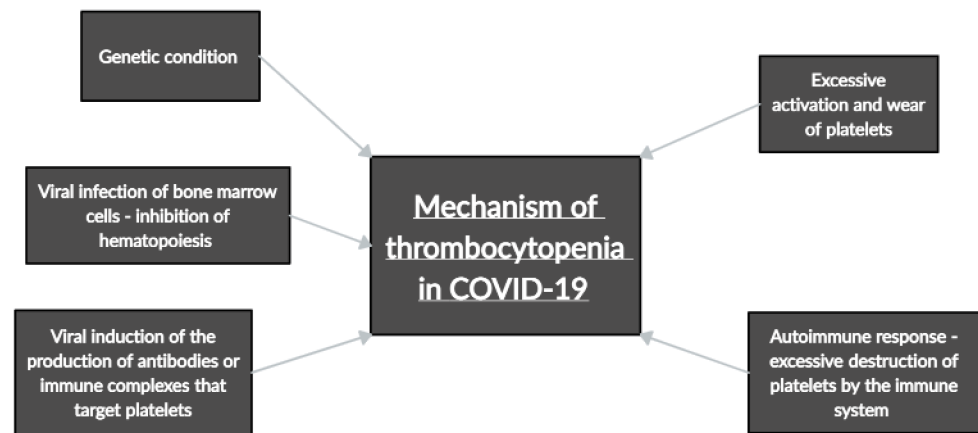 Genetic condition
Excessive
activation and wear
of platelets
Viral infection of bone marrow
cells - inhibition of
hematopoiesis
Mechanism of
thrombocytopenia
in COVID-19
Viral induction of the
production of antibodies or
immune complexes that
target platelets
Autoimmune response -
excessive destruction of
platelets by the immune
system